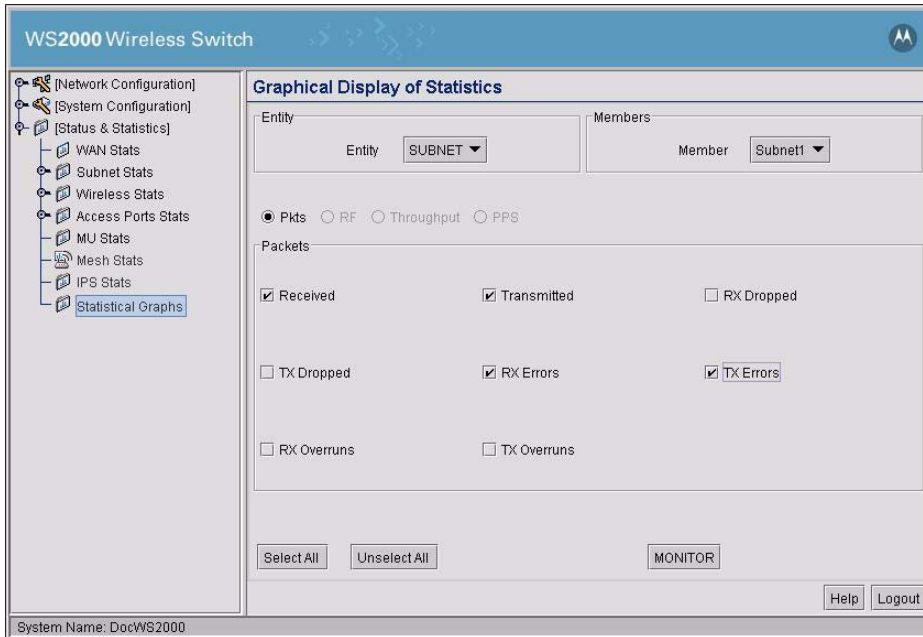 WS2000 Wireless Switch
[Network Configuration]
[System Configuration]
[Status & Statistics]
WAN Stats
Subnet Stats
Wireless Stats
Access Ports Stats
MU Stats
Mesh Stats
IPS Stats
Statistical Graphs
Graphical Display of Statistics
Entity
Entity SUBNET
Members
Member Subnet1
Pkts RF Throughput PPS
Packets
Received Transmitted RX Dropped
TX Dropped RX Errors TX Errors
RX Overruns TX Overruns
Select All Unselect All MONITOR
Help Logout
System Name: DocWS2000